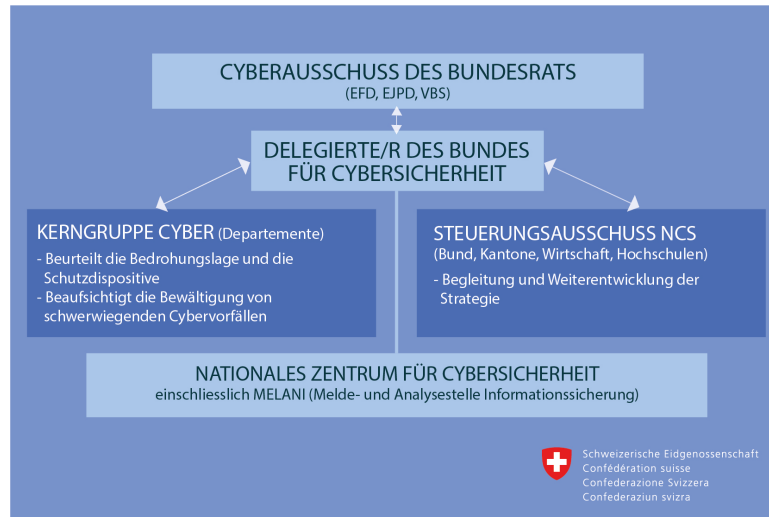 CYBERAUSSCHUSS DES BUNDESRATS
(EFD, EJPD, VBS)
DELEGIERTE/R DES BUNDES
FÜR CYBERSICHERHEIT
KERNGRUPPE CYBER (Departemente)
- Beurteilt die Bedrohungslage und die
Schutzdispositive
- Beaufsichtigt die Bewältigung von
schwerwiegenden Cybervorfällen
STEUERUNGSAUSSCHUSS NCS
(Bund, Kantone, Wirtschaft, Hochschulen)
- Begleitung und Weiterentwicklung der
Strategie
NATIONALES ZENTRUM FÜR CYBERSICHERHEIT
einschliesslich MELANI (Melde- und Analysestelle Informationssicherung)
Schweizerische Eidgenossenschaft
Confédération suisse
Confederazione Svizzera
Confederaziun svizra